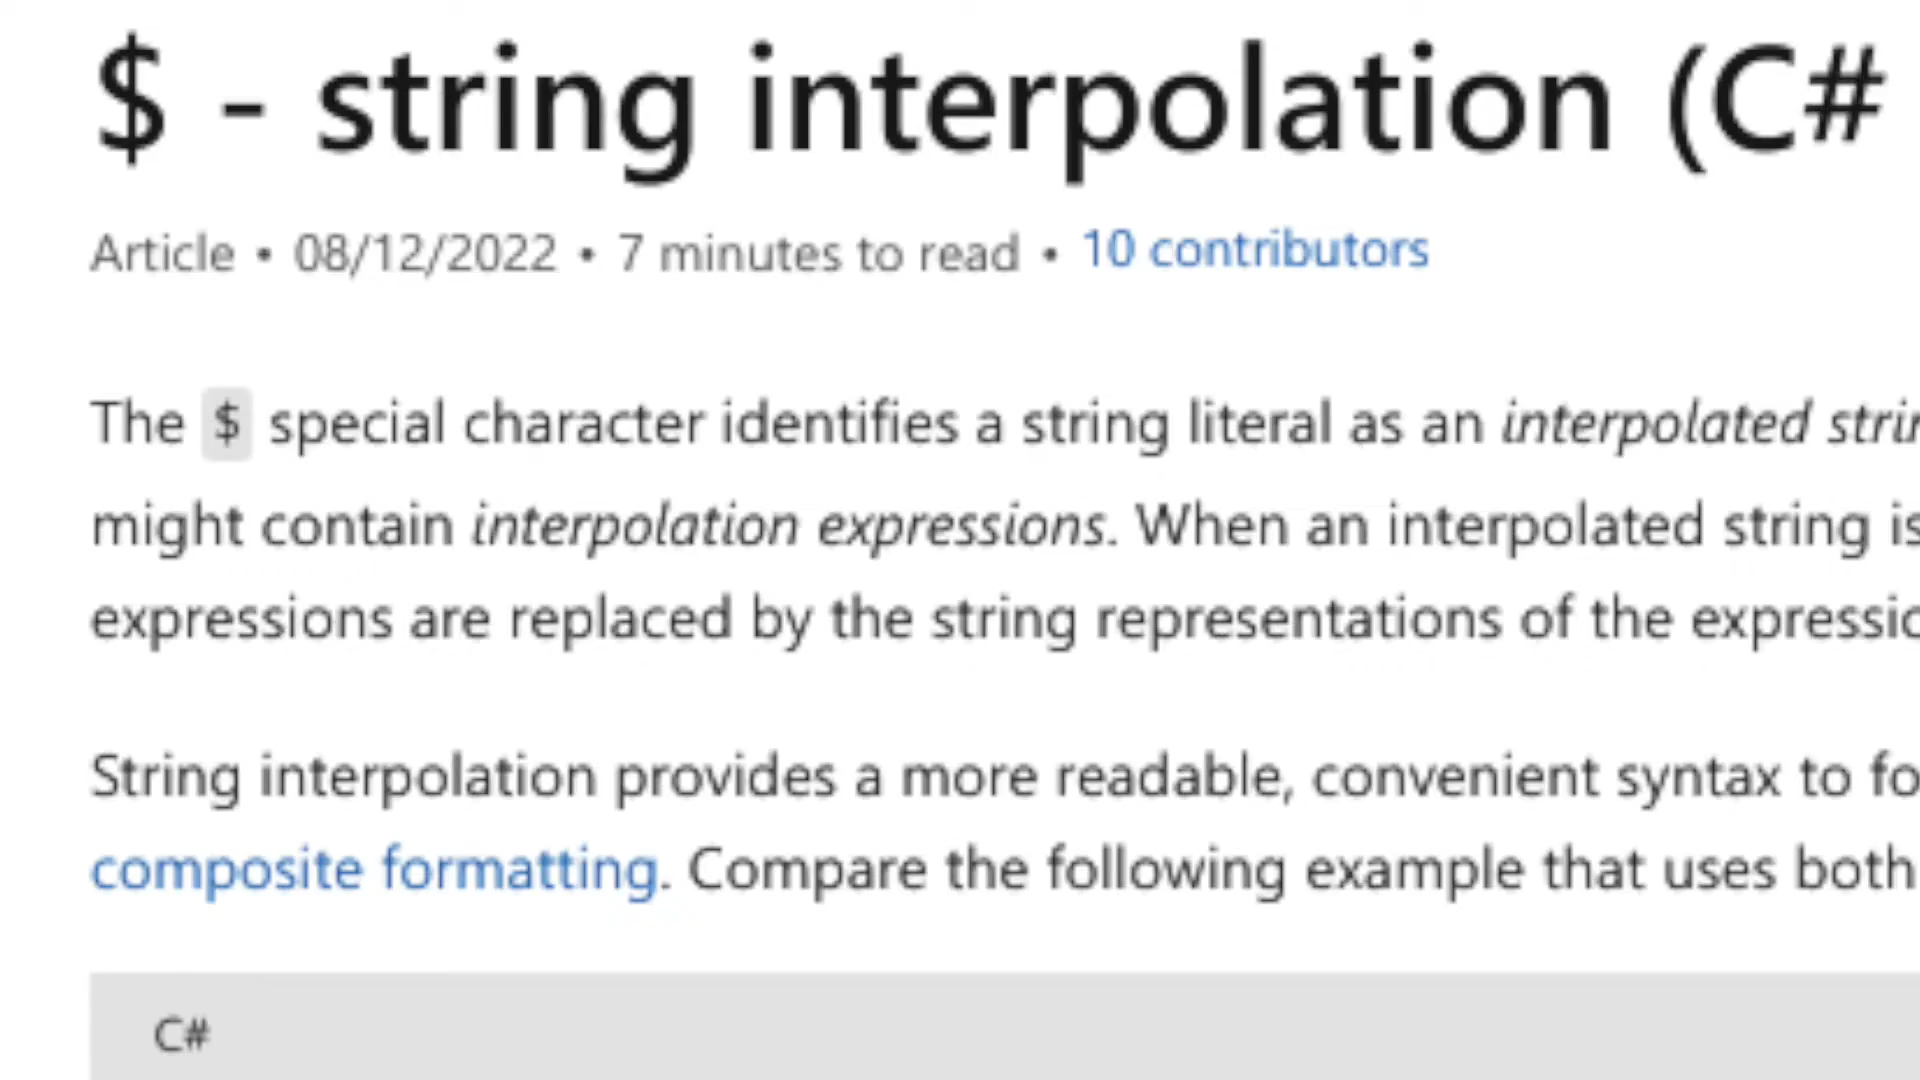 $ - string interpolation (C#
Article • 08/12/2022 • 7 minutes to read • 10 contributors
The $ special character identifies a string literal as an interpolated
might contain interpolation expressions. When an interpolated string is
expressions are replaced by the string representations of the
String interpolation provides a more readable, convenient syntax to
composite formatting. Compare the following example that uses both
C#